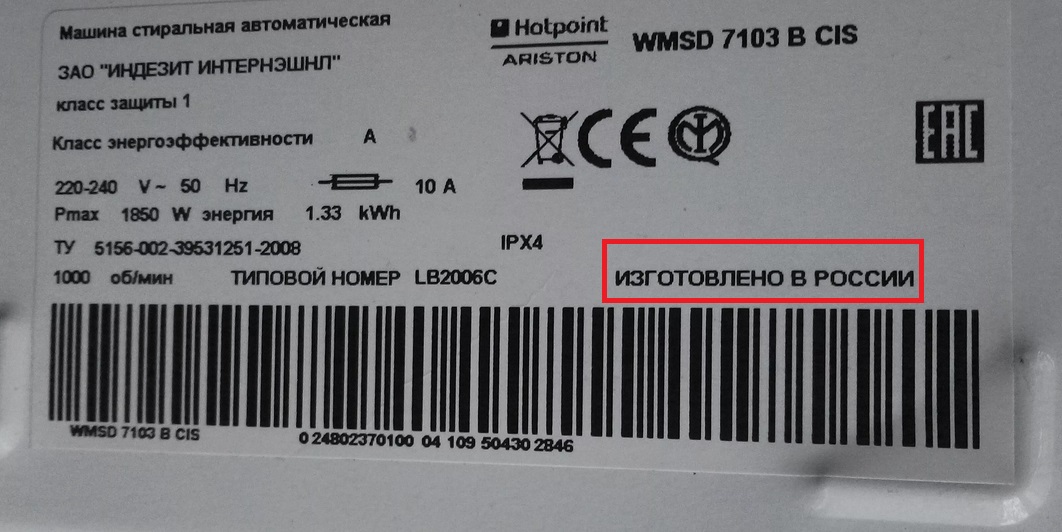 Машина стиральная автоматическая
Hotpoint
ARISTON
WMSD 7103 B CIS
ЗАО "ИНДЕЗИТ ИНТЕРНЭШНЛ"
класс защиты 1
Класс энергоэффективности A
CE
EAC
220-240 V~ 50 Hz 10 A
Pmax 1850 W энергия 1.33 kWh
ТУ 5156-002-39531251-2008
IPX4
1000 об/мин ТИПОВОЙ НОМЕР LB2006C
ИЗГОТОВЛЕНО В РОССИИ
WMSD 7103 B CIS
0 24802370100 04 109 50430 2846